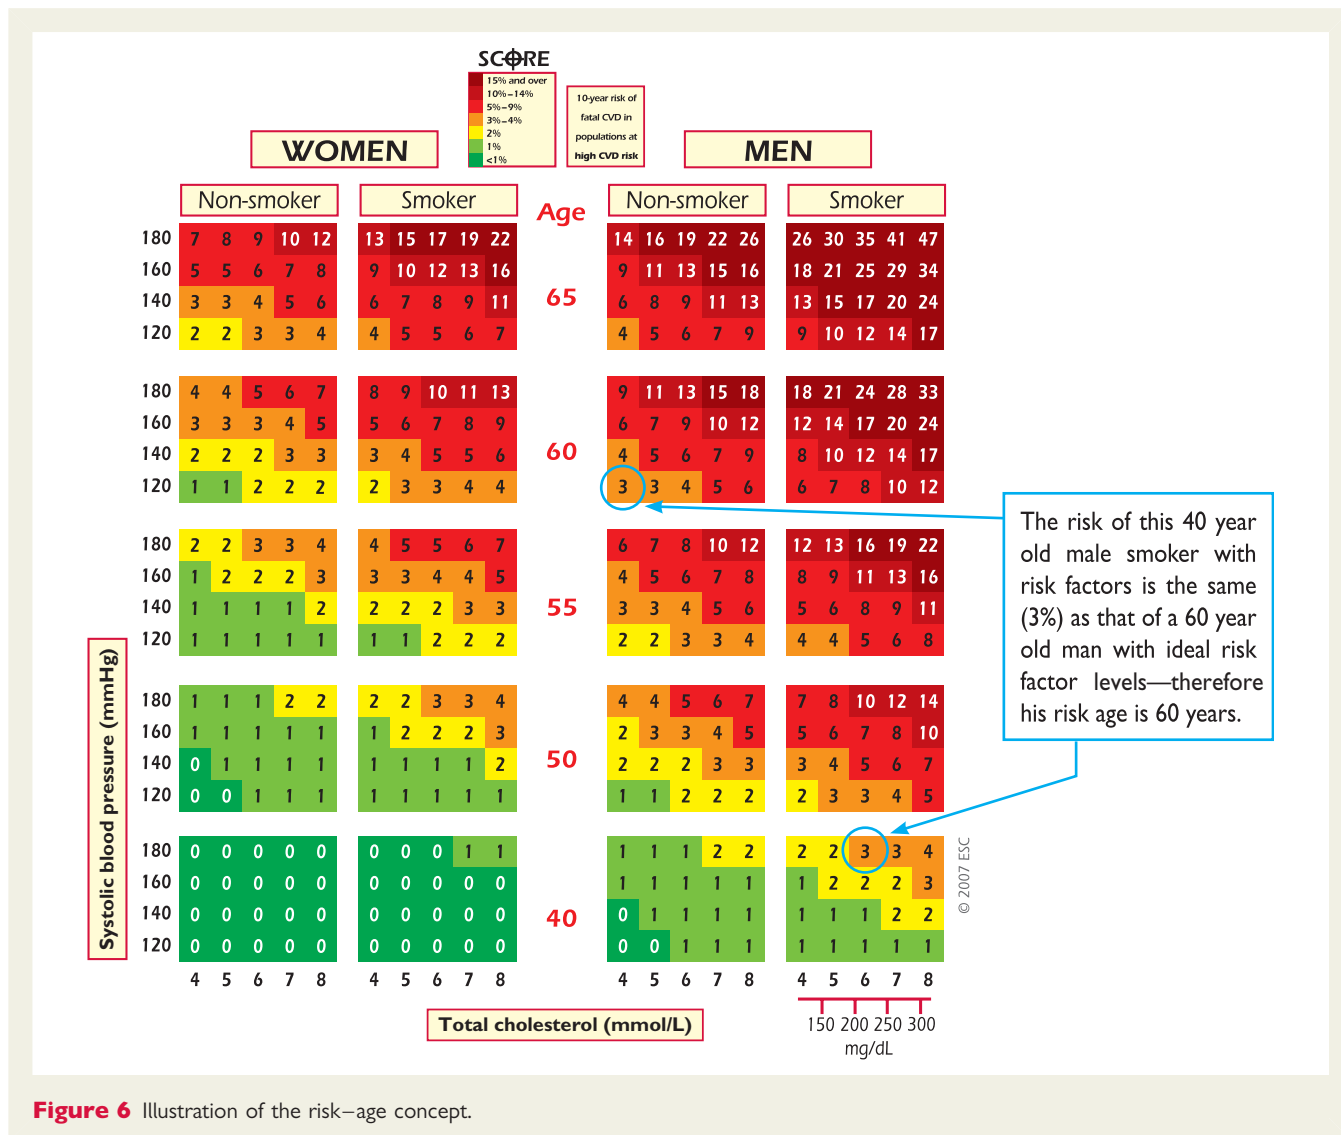 SCORE
15% and over
10%–14%
5%–9%
3%–4%
2%
1%
<1%
10-year risk of
fatal CVD in
populations at
high CVD risk
WOMEN
MEN
Non-smoker Smoker Age Non-smoker Smoker
180 7 8 9 10 12 13 15 17 19 22 14 16 19 22 26 26 30 35 41 47
160 5 5 6 7 8 9 10 12 13 16 9 11 13 15 16 18 21 25 29 34
65
140 3 3 4 5 6 6 7 8 9 11 6 8 9 11 13 13 15 17 20 24
120 2 2 3 3 4 4 5 5 6 7 4 5 6 7 9 9 10 12 14 17
180 4 4 5 6 7 8 9 10 11 13 9 11 13 15 18 18 21 24 28 33
160 3 3 3 4 5 5 6 7 8 9 6 7 9 10 12 12 14 17 20 24
60
140 2 2 2 3 3 3 4 5 5 6 4 5 6 7 9 8 10 12 14 17
120 1 1 2 2 2 2 3 3 4 4 3 3 4 5 6 6 7 8 10 12
180 2 2 3 3 4 4 5 5 6 7 6 7 8 10 12 12 13 16 19 22
160 1 2 2 2 3 3 3 4 4 5 4 5 6 7 8 8 9 11 13 16
55
140 1 1 1 1 2 2 2 2 3 3 3 3 4 5 6 5 6 8 9 11
120 1 1 1 1 1 1 1 2 2 2 2 2 3 3 4 4 4 5 6 8
180 1 1 1 2 2 2 2 3 3 4 4 4 5 6 7 7 8 10 12 14
160 1 1 1 1 1 1 2 2 2 3 2 3 3 4 5 5 6 7 8 10
50
140 0 1 1 1 1 1 1 1 1 2 2 2 2 3 3 3 4 5 6 7
120 0 0 1 1 1 1 1 1 1 1 1 1 2 2 2 2 3 3 4 5
180 0 0 0 0 0 0 0 0 1 1 1 1 1 2 2 2 2 3 3 4
160 0 0 0 0 0 0 0 0 0 0 1 1 1 1 1 1 2 2 2 3
40
140 0 0 0 0 0 0 0 0 0 0 0 1 1 1 1 1 1 1 2 2
120 0 0 0 0 0 0 0 0 0 0 0 0 1 1 1 1 1 1 1 1
4 5 6 7 8 4 5 6 7 8 4 5 6 7 8 4 5 6 7 8
Systolic blood pressure (mmHg)
Total cholesterol (mmol/L)
150 200 250 300
mg/dL
© 2007 ESC
The risk of this 40 year
old male smoker with
risk factors is the same
(3%) as that of a 60 year
old man with ideal risk
factor levels—therefore
his risk age is 60 years.
Figure 6 Illustration of the risk–age concept.